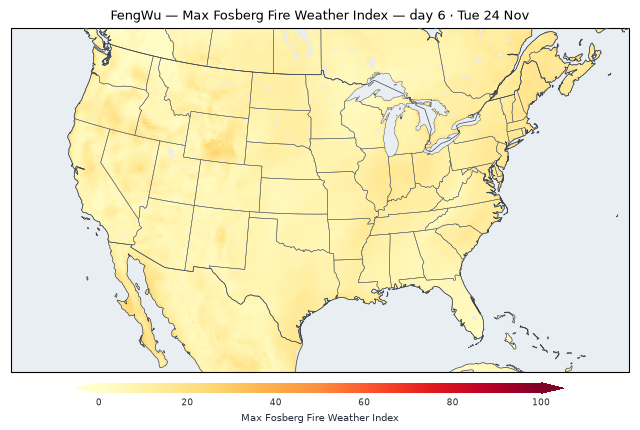 FengWu — Max Fosberg Fire Weather Index — day 6 · Tue 24 Nov
0 20 40 60 80 100
Max Fosberg Fire Weather Index